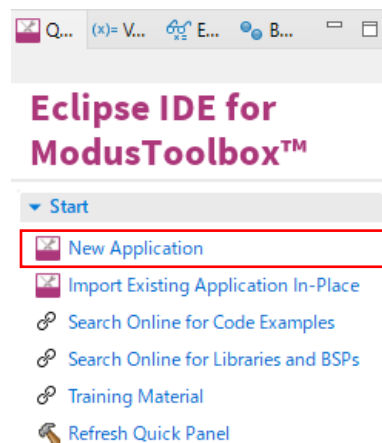 Q... (x)= V... E... B...
Eclipse IDE for
ModusToolbox™
Start
New Application
Import Existing Application In-Place
Search Online for Code Examples
Search Online for Libraries and BSPs
Training Material
Refresh Quick Panel